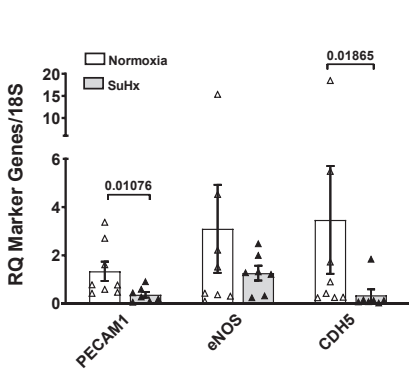 RQ Marker Genes/18S
Normoxia
SuHx
0.01865
20
15
10
6
4
2
0
0.01076
PECAM1
eNOS
CDH5